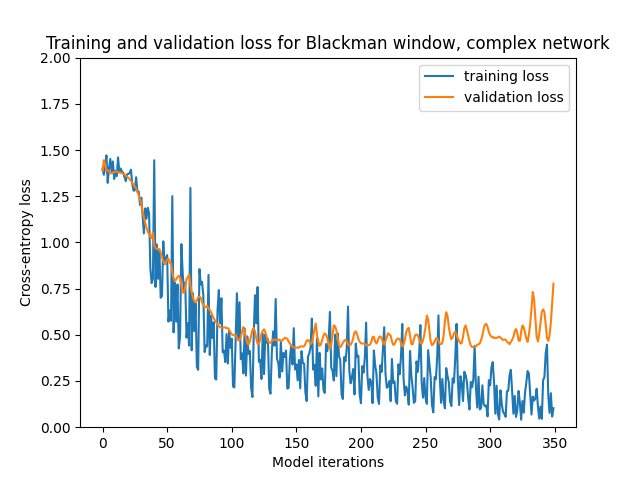 Training and validation loss for Blackman window, complex network
training loss
validation loss
Cross-entropy loss
2.00
1.75
1.50
1.25
1.00
0.75
0.50
0.25
0.00
0 50 100 150 200 250 300 350
Model iterations